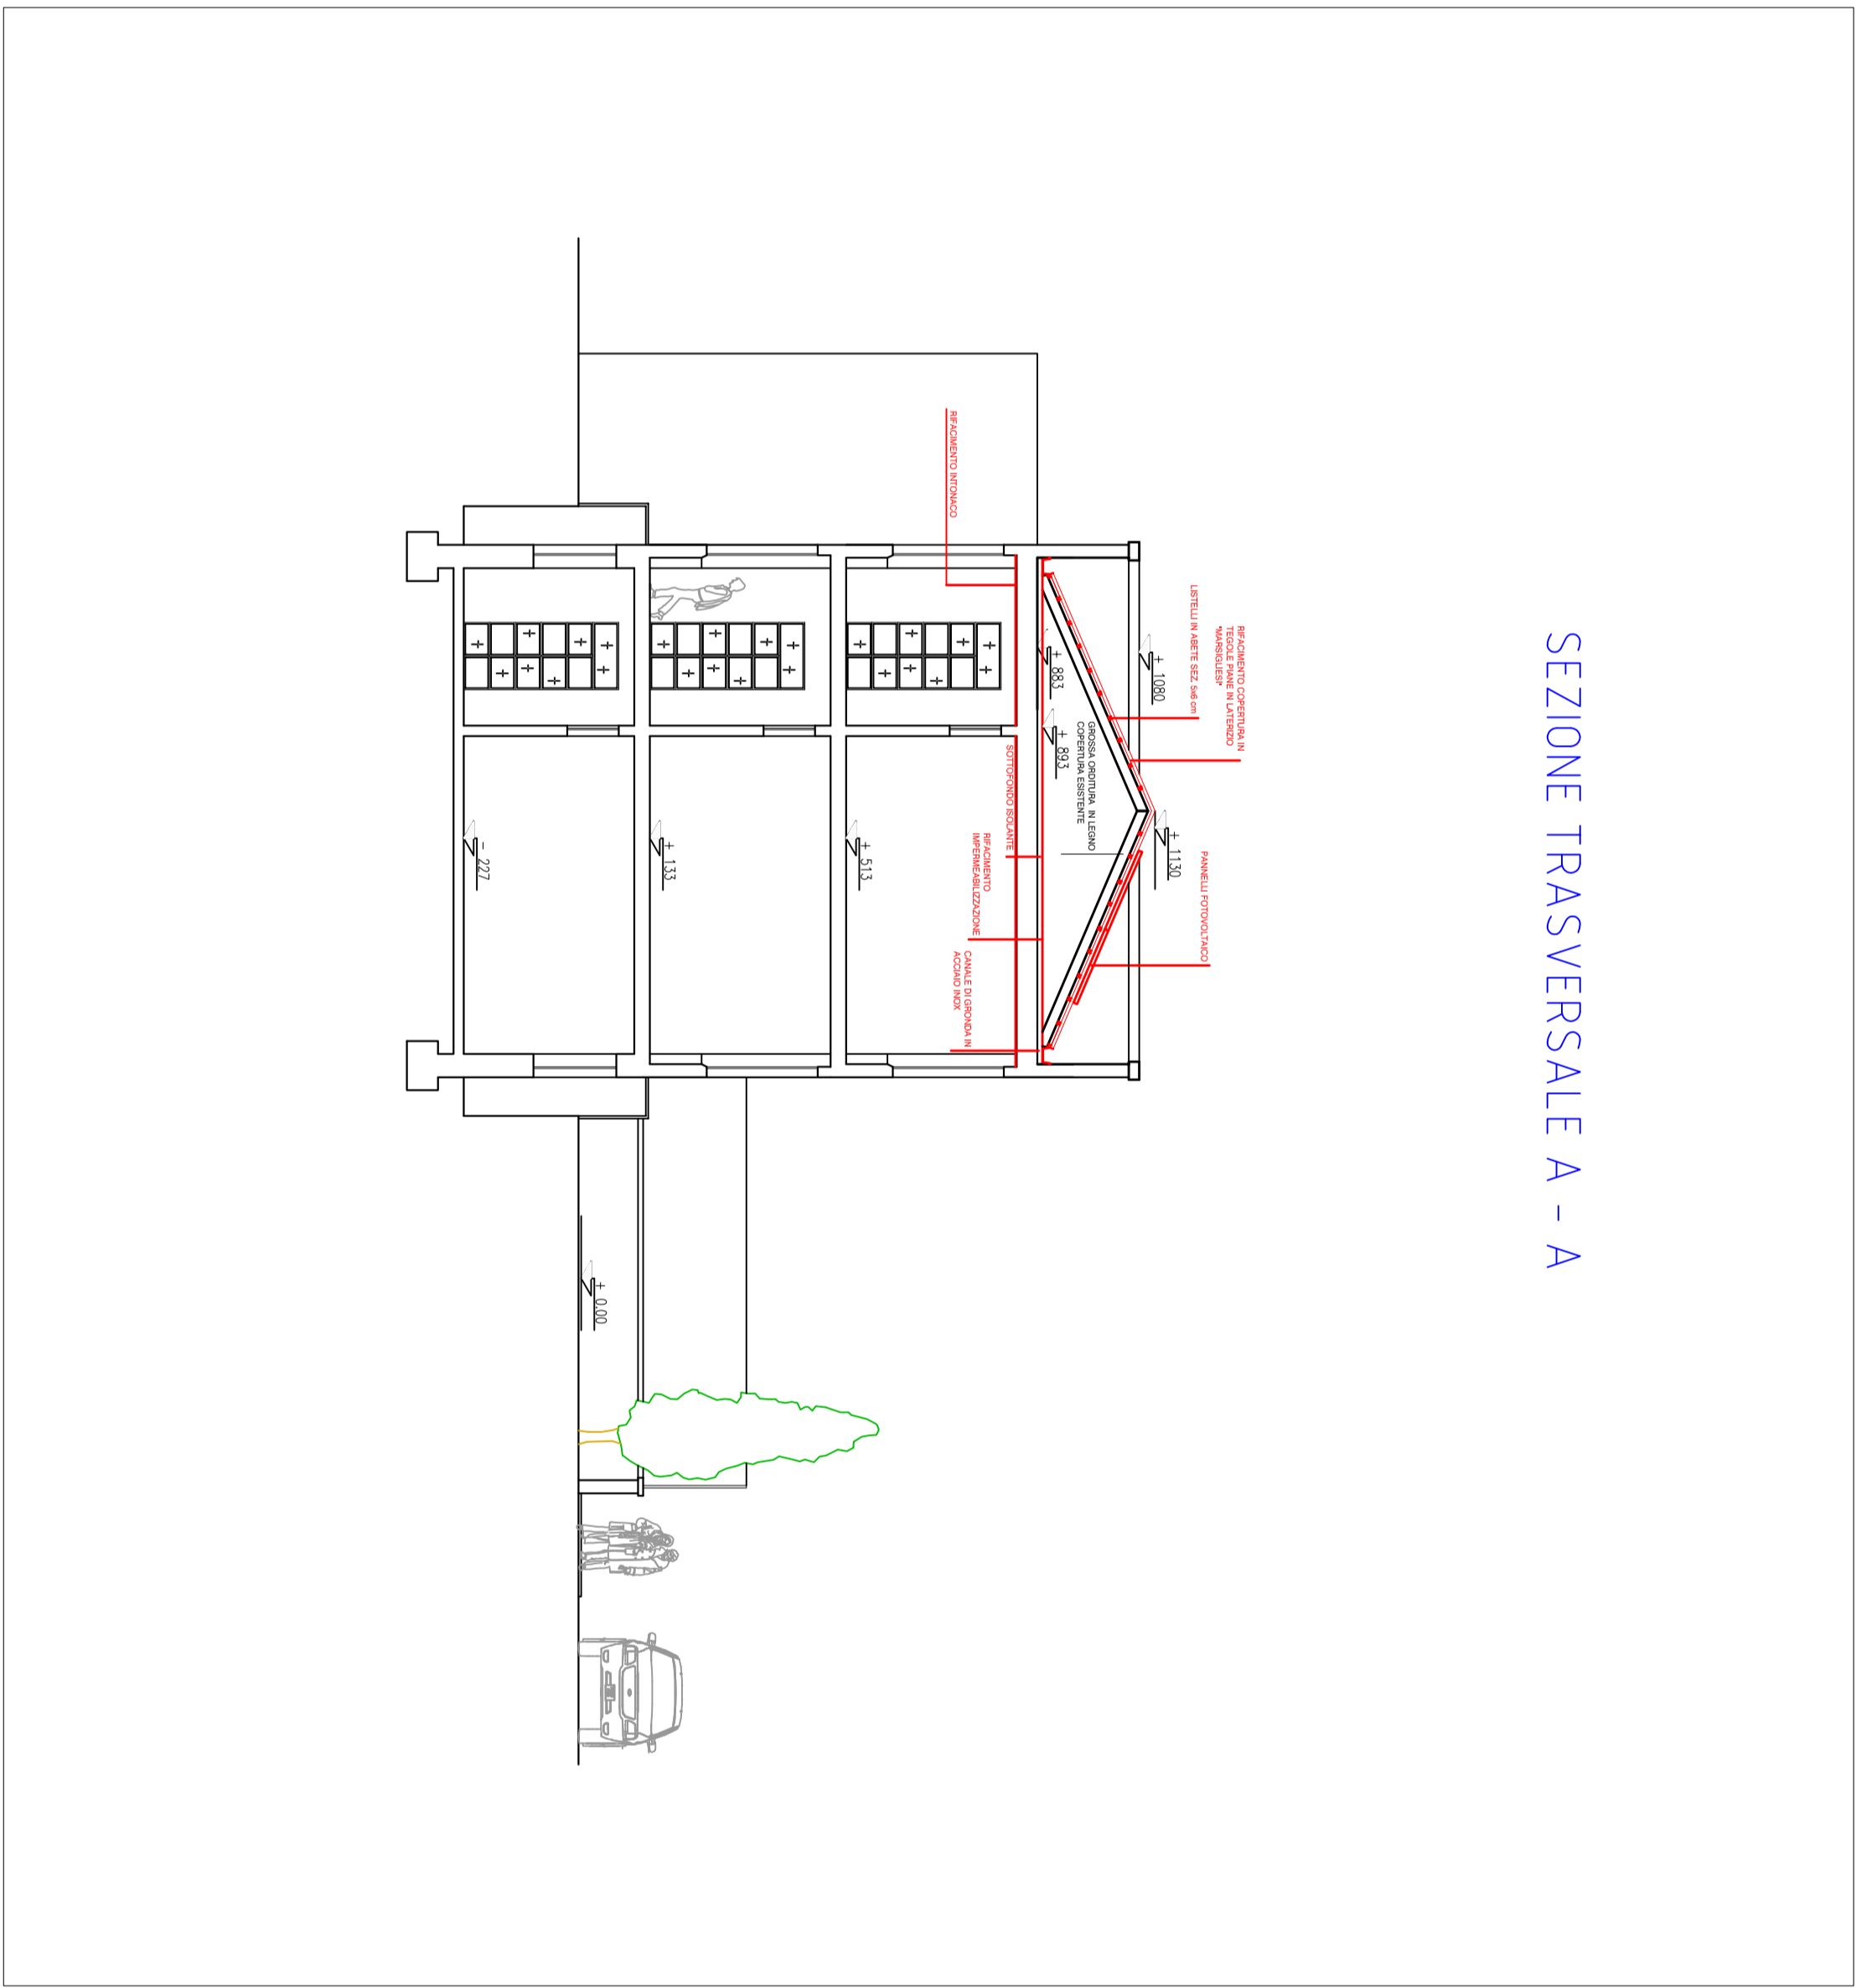 SEZIONE TRASVERSALE A - A
RIFACIMENTO COPERTURA IN
TEGOLE PIANE IN LATERIZIO
"MARSIGLIESI"
LISTELLI IN ABETE SEZ. 5x6 cm
PANNELLI FOTOVOLTAICO
+ 1130
+ 1080
GROSSA ORDITURA IN LEGNO
COPERTURA ESISTENTE
+ 893
+ 883
SOTTOFONDO ISOLANTE
RIFACIMENTO
IMPERMEABILIZZAZIONE
CANALE DI GRONDA IN
ACCIAIO INOX
RIFACIMENTO INTONACO
+ 513
+ 133
+ 0.00
- 227